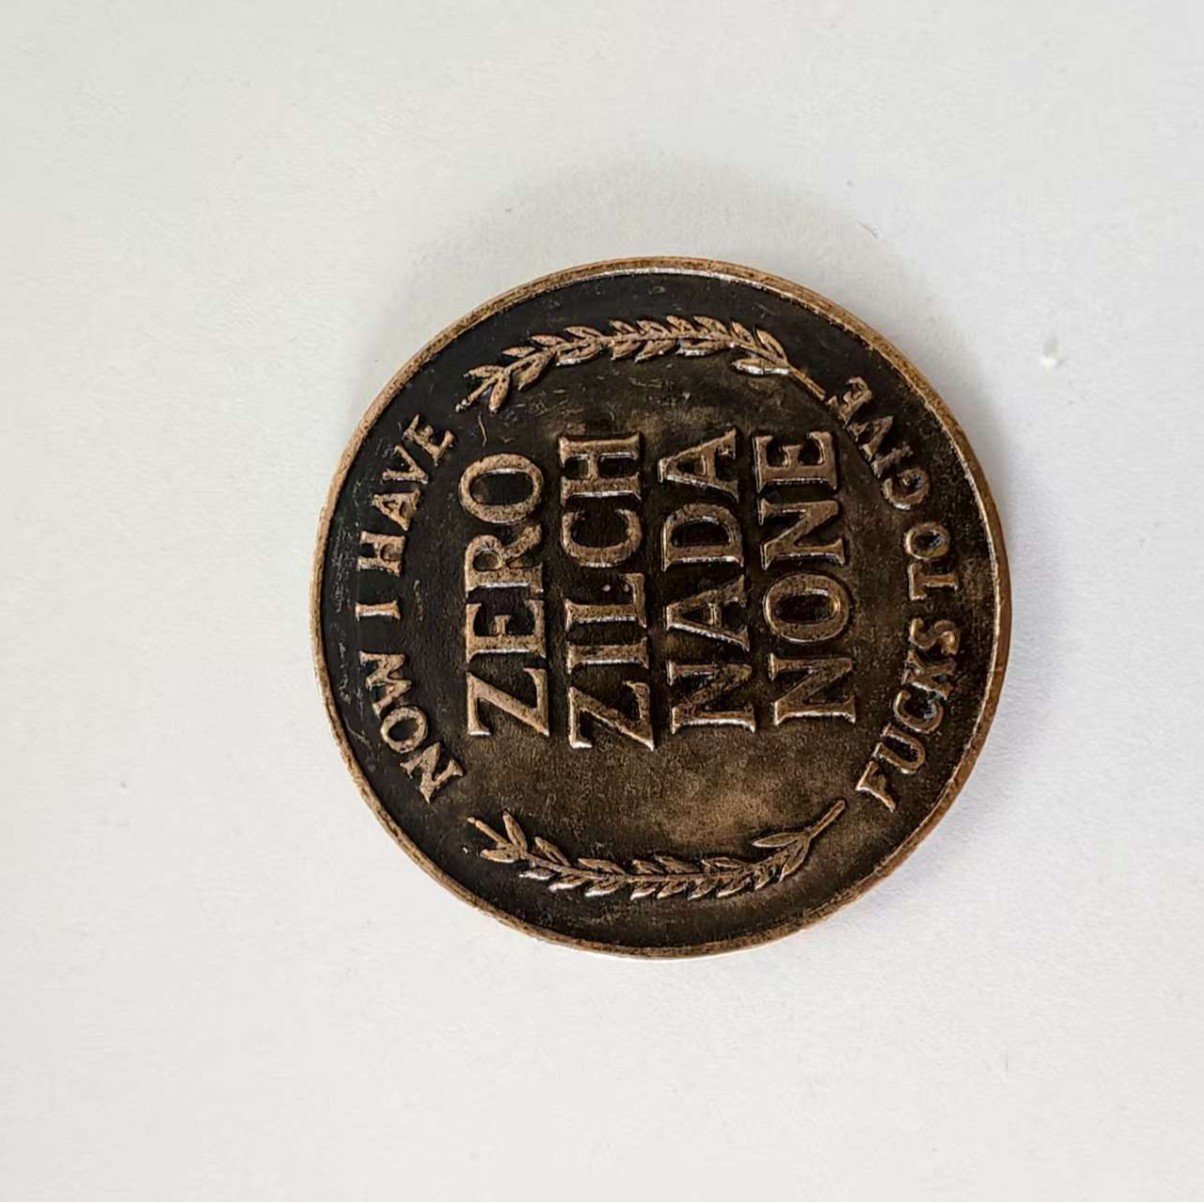 NOW I HAVE
ZERO
ZILCH
NADA
NONE
FUCKS TO GIVE